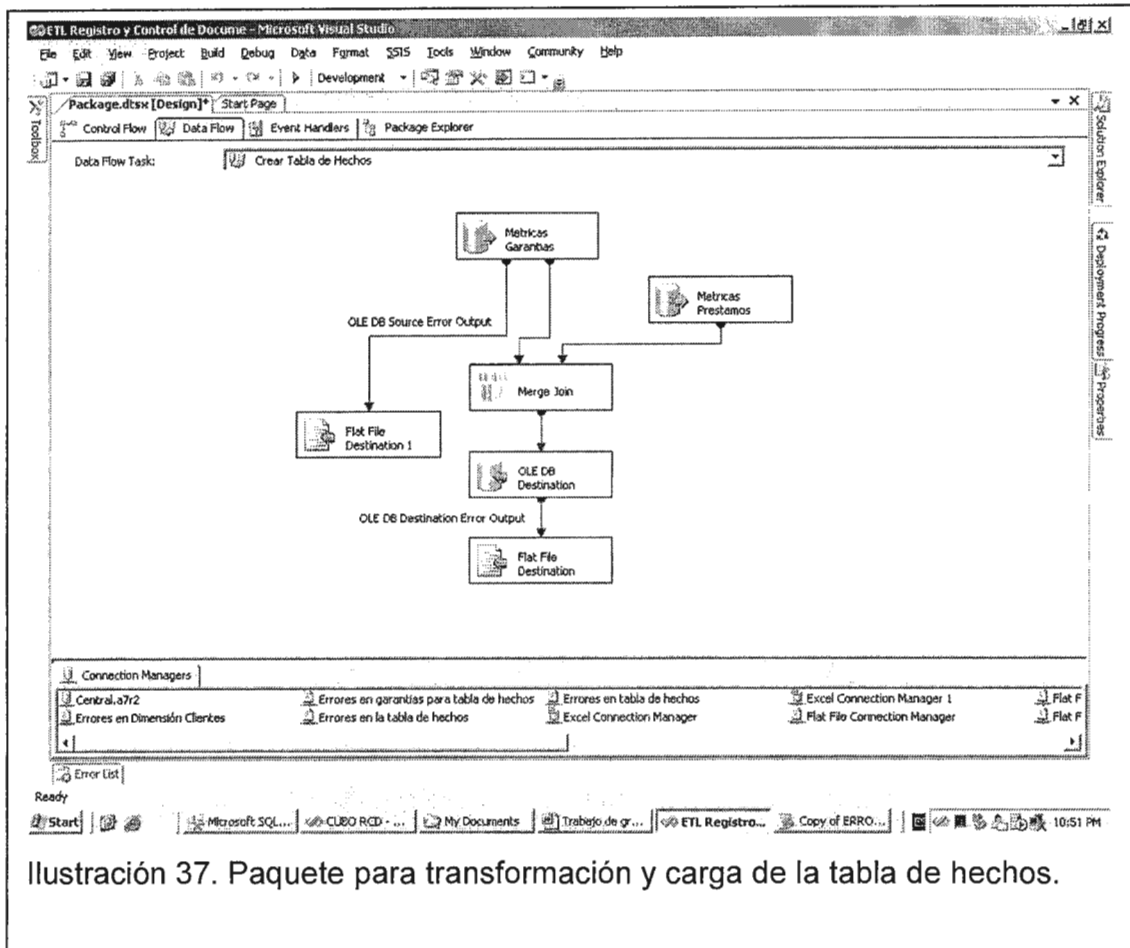 ETL Registro y Control de Docume - Microsoft Visual Studio
File Edit View Project Build Debug Data Format SSIS Tools Window Community Help
Development
Package.dtsx [Design]* Start Page
Toolbox
Control Flow Data Flow Event Handlers Package Explorer
Data Flow Task: Crear Tabla de Hechos
Solution Explorer
Deployment Progress
Properties
Metricas
Garantias
Metricas
Prestamos
OLE DB Source Error Output
Merge Join
Flat File
Destination 1
OLE DB
Destination
OLE DB Destination Error Output
Flat File
Destination
Connection Managers
Central.a7r2 Errores en garantias para tabla de hechos Errores en tabla de hechos Excel Connection Manager 1 Flat F
Errores en Dimensión Clientes Errores en la tabla de hechos Excel Connection Manager Flat File Connection Manager Flat F
Error List
Ready
Start Microsoft SQL... CUBO RCD - ... My Documents Trabajo de gr... ETL Registro... Copy of ERRO... 10:51 PM
Ilustración 37. Paquete para transformación y carga de la tabla de hechos.